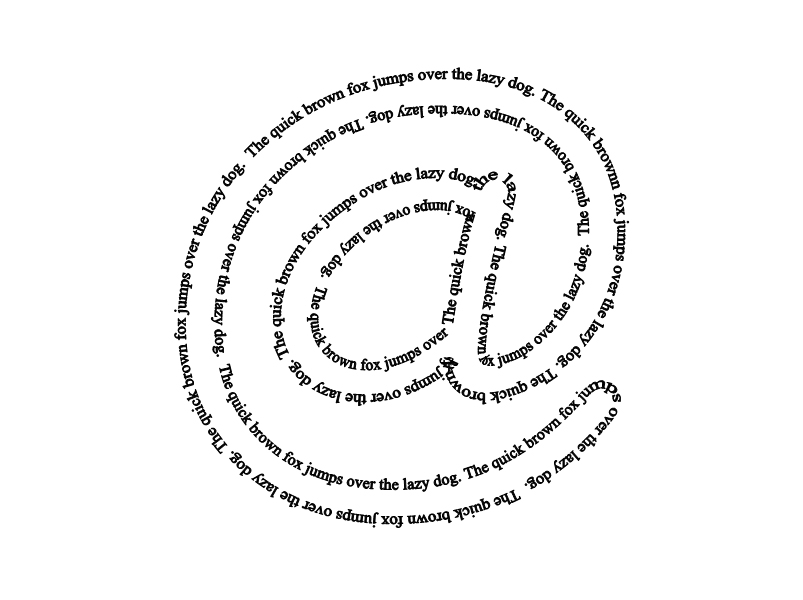 The quick brown fox jumps over the lazy dog. The quick brown fox jumps over the lazy dog. The quick brown fox jumps over the lazy dog. The quick brownn fox jumps over the lazy dog. The quick brown
jumps over the lazy dog. The quick brown fox jumps over the lazy dog.
the lazy dog. The quick brown fox jumps over the lazy dog. The quick brown fox jumps over the lazy dog. The quick brown fox jumps over the lazy dog. The quick brown fox jumps over the lazy dog. The quick brown fox jumps over the lazy dog.
The quick brown fox jumps over the lazy dog. The quick brown fox jumps over